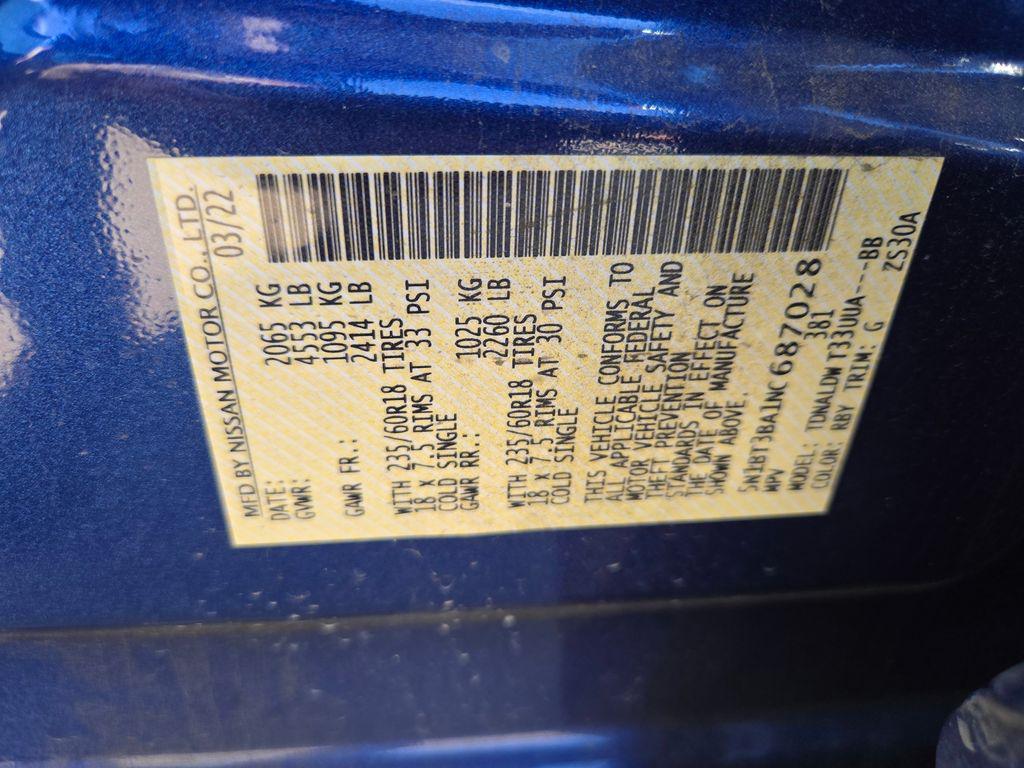 MFD BY NISSAN MOTOR CO., LTD.
DATE: 03/22
GVWR: 2065 KG
4553 LB
GAWR FR.: 1095 KG
2414 LB
WITH 235/60R18 TIRES
18 x 7.5 RIMS AT 33 PSI
COLD SINGLE
GAWR RR.: 1025 KG
2260 LB
WITH 235/60R18 TIRES
18 x 7.5 RIMS AT 30 PSI
COLD SINGLE
THIS VEHICLE CONFORMS TO
ALL APPLICABLE FEDERAL
MOTOR VEHICLE SAFETY AND
THEFT PREVENTION
STANDARDS IN EFFECT ON
THE DATE OF MANUFACTURE
SHOWN ABOVE.
5N1BT3BA1NC687028
MPV 381
MODEL: TBNALDW T33UUA---BB
COLOR: RBY TRIM: G ZS30A